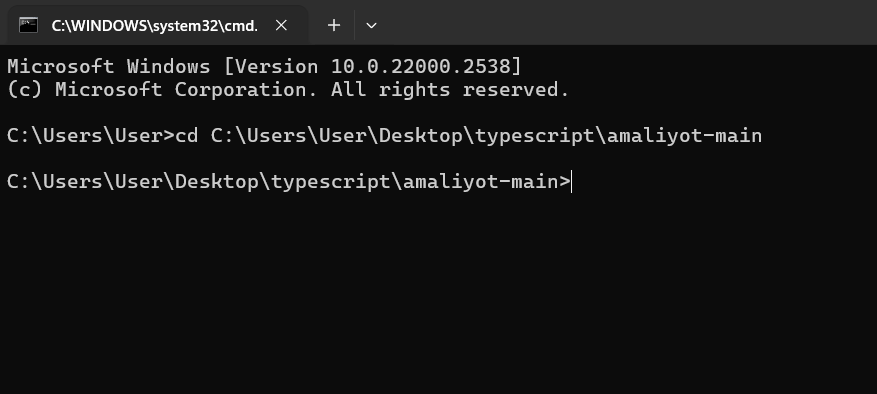 C:\WINDOWS\system32\cmd.
Microsoft Windows [Version 10.0.22000.2538]
(c) Microsoft Corporation. All rights reserved.
C:\Users\User>cd C:\Users\User\Desktop\typescript\amaliyot-main
C:\Users\User\Desktop\typescript\amaliyot-main>